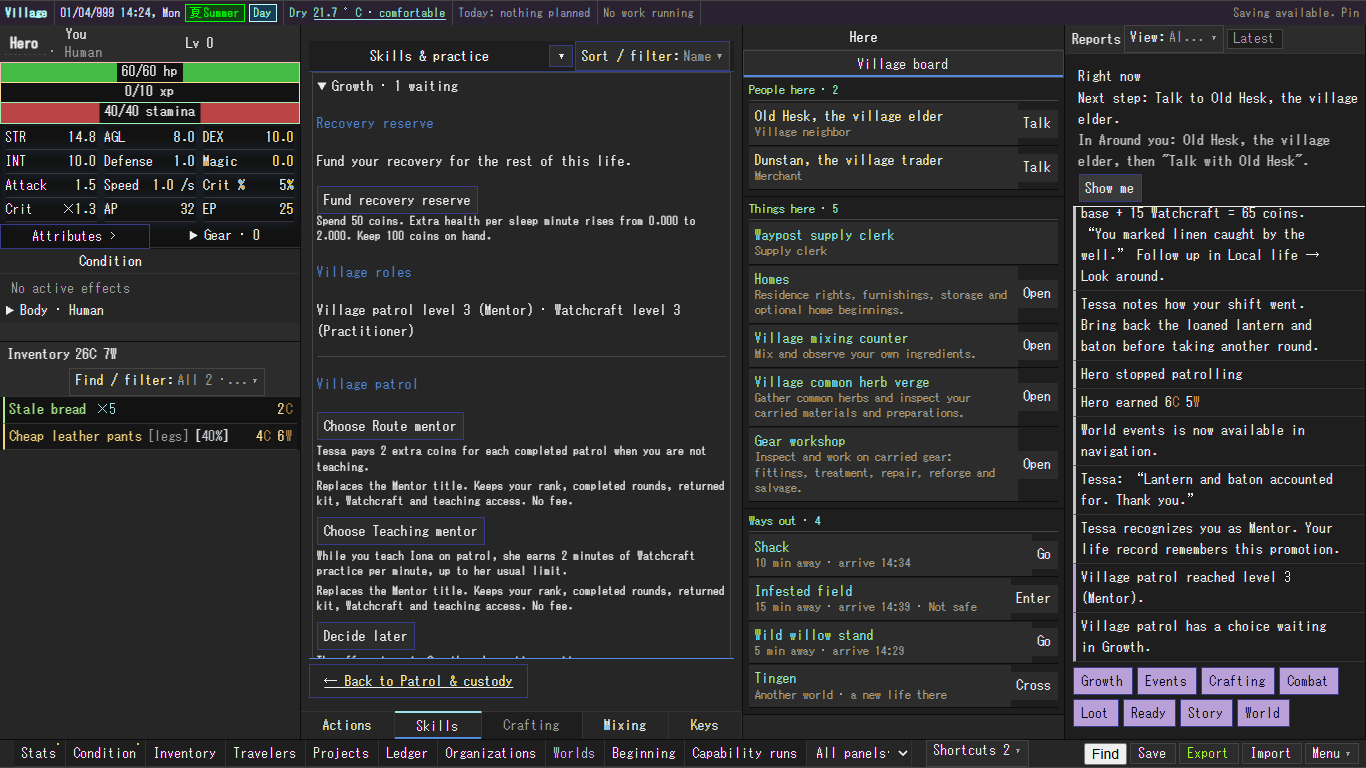 Village 01/04/999 14:24, Mon 夏Summer Day Dry 21.7 ° C · comfortable Today: nothing planned No work running Saving available. Pin
Hero You Human Lv 0
60/60 hp
0/10 xp
40/40 stamina
STR 14.8 AGL 8.0 DEX 10.0
INT 10.0 Defense 1.0 Magic 0.0
Attack 1.5 Speed 1.0 /s Crit % 5%
Crit ×1.3 AP 32 EP 25
Attributes > ▶ Gear · 0
Condition
No active effects
▶ Body · Human
Inventory 26C 7W
Find / filter: All 2 ·... ▾
Stale bread ×5 2C
Cheap leather pants [legs] [40%] 4C 6W
Skills & practice ▾ Sort / filter: Name ▾
▼ Growth · 1 waiting
Recovery reserve
Fund your recovery for the rest of this life.
Fund recovery reserve
Spend 50 coins. Extra health per sleep minute rises from 0.000 to
2.000. Keep 100 coins on hand.
Village roles
Village patrol level 3 (Mentor) · Watchcraft level 3
(Practitioner)
Village patrol
Choose Route mentor
Tessa pays 2 extra coins for each completed patrol when you are not
teaching.
Replaces the Mentor title. Keeps your rank, completed rounds, returned
kit, Watchcraft and teaching access. No fee.
Choose Teaching mentor
While you teach Iona on patrol, she earns 2 minutes of Watchcraft
practice per minute, up to her usual limit.
Replaces the Mentor title. Keeps your rank, completed rounds, returned
kit, Watchcraft and teaching access. No fee.
Decide later
← Back to Patrol & custody
Actions Skills Crafting Mixing Keys
Here
Village board
People here · 2
Old Hesk, the village elder
Village neighbor
Talk
Dunstan, the village trader
Merchant
Talk
Things here · 5
Waypost supply clerk
Supply clerk
Homes
Residence rights, furnishings, storage and
optional home beginnings.
Open
Village mixing counter
Mix and observe your own ingredients.
Open
Village common herb verge
Gather common herbs and inspect your
carried materials and preparations.
Open
Gear workshop
Inspect and work on carried gear:
fittings, treatment, repair, reforge and
salvage.
Open
Ways out · 4
Shack
10 min away · arrive 14:34
Go
Infested field
15 min away · arrive 14:39 · Not safe
Enter
Wild willow stand
5 min away · arrive 14:29
Go
Tingen
Another world · a new life there
Cross
Reports View: Al... ▾ Latest
Right now
Next step: Talk to Old Hesk, the village
elder.
In Around you: Old Hesk, the village
elder, then "Talk with Old Hesk".
Show me
base + 15 Watchcraft = 65 coins.
“You marked linen caught by the
well.” Follow up in Local life →
Look around.
Tessa notes how your shift went.
Bring back the loaned lantern and
baton before taking another round.
Hero stopped patrolling
Hero earned 6C 5W
World events is now available in
navigation.
Tessa: “Lantern and baton accounted
for. Thank you.”
Tessa recognizes you as Mentor. Your
life record remembers this promotion.
Village patrol reached level 3
(Mentor).
Village patrol has a choice waiting
in Growth.
Growth Events Crafting Combat
Loot Ready Story World
Stats Condition Inventory Travelers Projects Ledger Organizations Worlds Beginning Capability runs All panels Shortcuts 2 ▾ Find Save Export Import Menu ▾